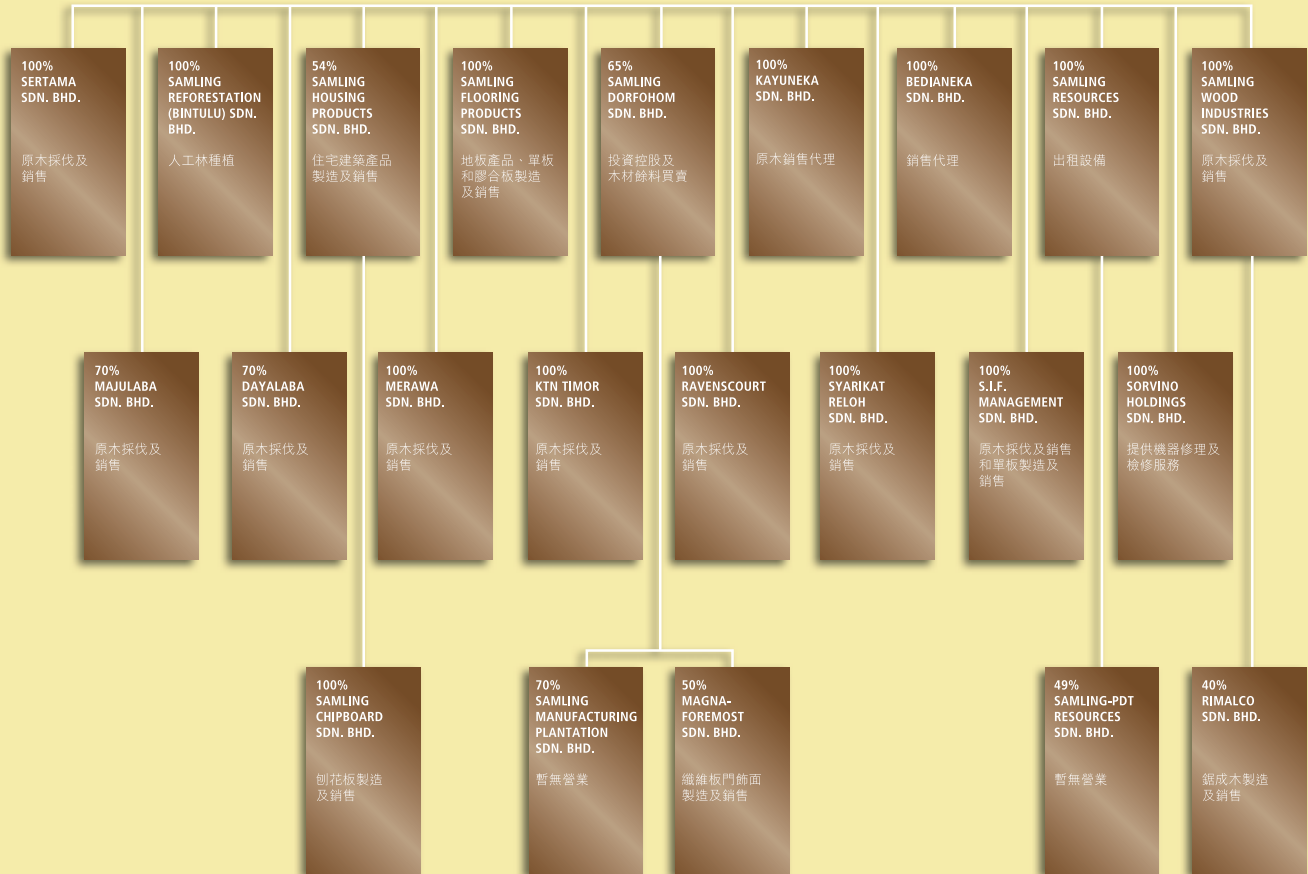 100%
SERTAMA
SDN. BHD.
原木採伐及
銷售
100%
SAMLING
REFORESTATION
(BINTULU) SDN.
BHD.
人工林種植
54%
SAMLING
HOUSING
PRODUCTS
SDN. BHD.
住宅建築產品
製造及銷售
100%
SAMLING
FLOORING
PRODUCTS
SDN. BHD.
地板產品、單板
和膠合板製造
及銷售
65%
SAMLING
DORFOHOM
SDN. BHD.
投資控股及
木材餘料買賣
100%
KAYUNEKA
SDN. BHD.
原木銷售代理
100%
BEDIANEKA
SDN. BHD.
銷售代理
100%
SAMLING
RESOURCES
SDN. BHD.
出租設備
100%
SAMLING
WOOD
INDUSTRIES
SDN. BHD.
原木採伐及
銷售
70%
MAJULABA
SDN. BHD.
原木採伐及
銷售
70%
DAYALABA
SDN. BHD.
原木採伐及
銷售
100%
MERAWA
SDN. BHD.
原木採伐及
銷售
100%
KTN TIMOR
SDN. BHD.
原木採伐及
銷售
100%
RAVENSCOURT
SDN. BHD.
原木採伐及
銷售
100%
SYARIKAT
RELOH
SDN. BHD.
原木採伐及
銷售
100%
S.I.F.
MANAGEMENT
SDN. BHD.
原木採伐及銷售
和單板製造及
銷售
100%
SORVINO
HOLDINGS
SDN. BHD.
提供機器修理及
檢修服務
100%
SAMLING
CHIPBOARD
SDN. BHD.
刨花板製造
及銷售
70%
SAMLING
MANUFACTURING
PLANTATION
SDN. BHD.
暫無營業
50%
MAGNA-
FOREMOST
SDN. BHD.
纖維板門飾面
製造及銷售
49%
SAMLING-PDT
RESOURCES
SDN. BHD.
暫無營業
40%
RIMALCO
SDN. BHD.
鋸成木製造
及銷售